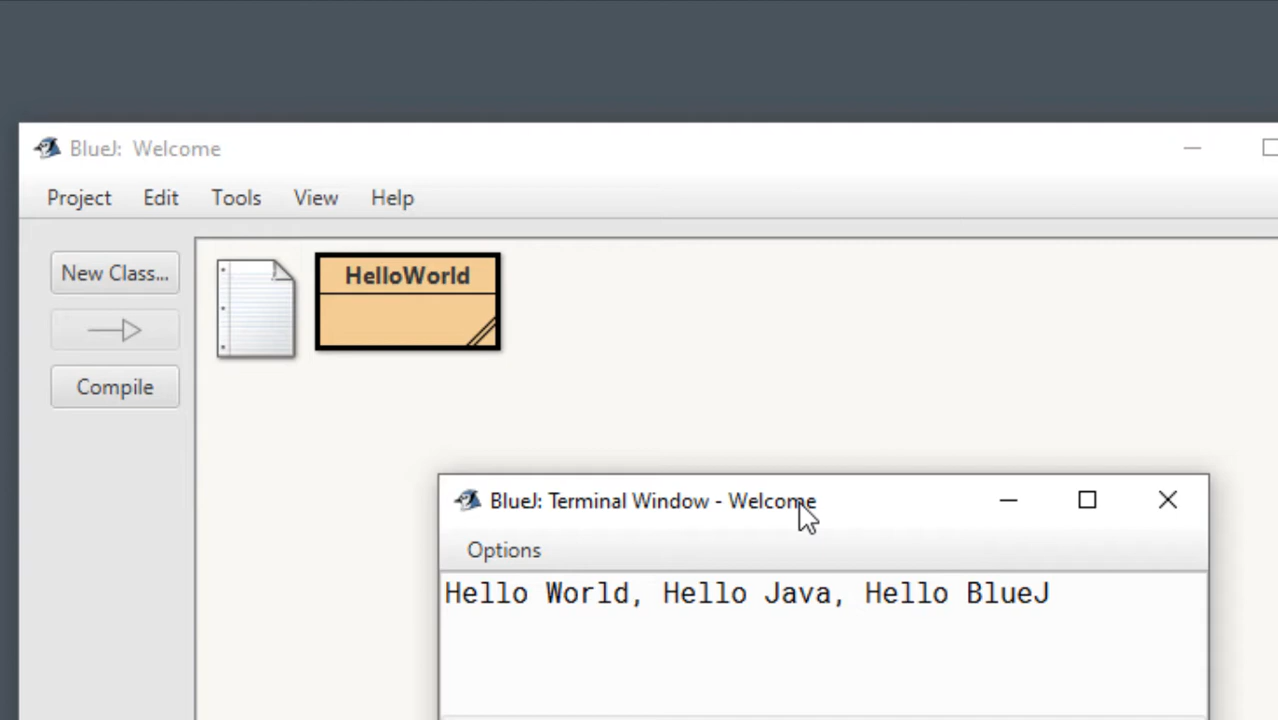 BlueJ: Welcome
Project Edit Tools View Help
New Class...
HelloWorld
Compile
BlueJ: Terminal Window - Welcome
Options
Hello World, Hello Java, Hello BlueJ